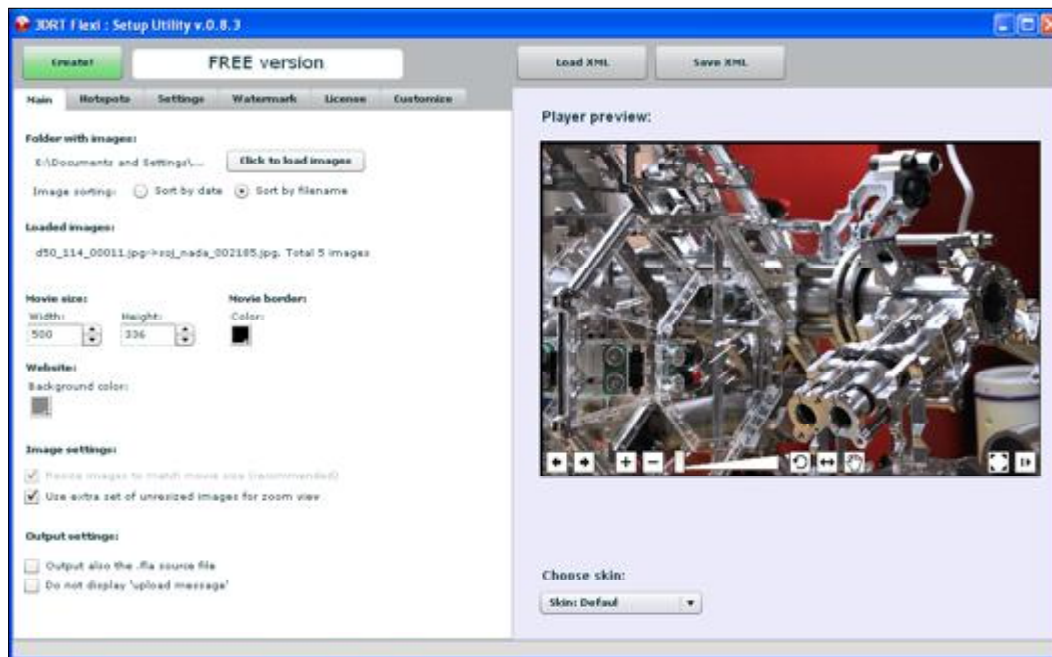 3DRT Flexi : Setup Utility v.0.8.3
Create!
FREE version
Load XML
Save XML
Main
Hotspots
Settings
Watermark
License
Customize
Player preview:
Folder with images:
E:\Documents and Settings\...
Click to load images
Image sorting:
Sort by date
Sort by filename
Loaded images:
d50_114_00011.jpg->soj_nada_002185.jpg. Total 5 images
Movie size:
Movie border:
Width:
Height:
Color:
500
336
Website:
Background color:
Image settings:
Resize images to match movie size (recommended)
Use extra set of unresized images for zoom view
Output settings:
Output also the .fla source file
Do not display 'upload message'
Choose skin:
Skin: Defaul